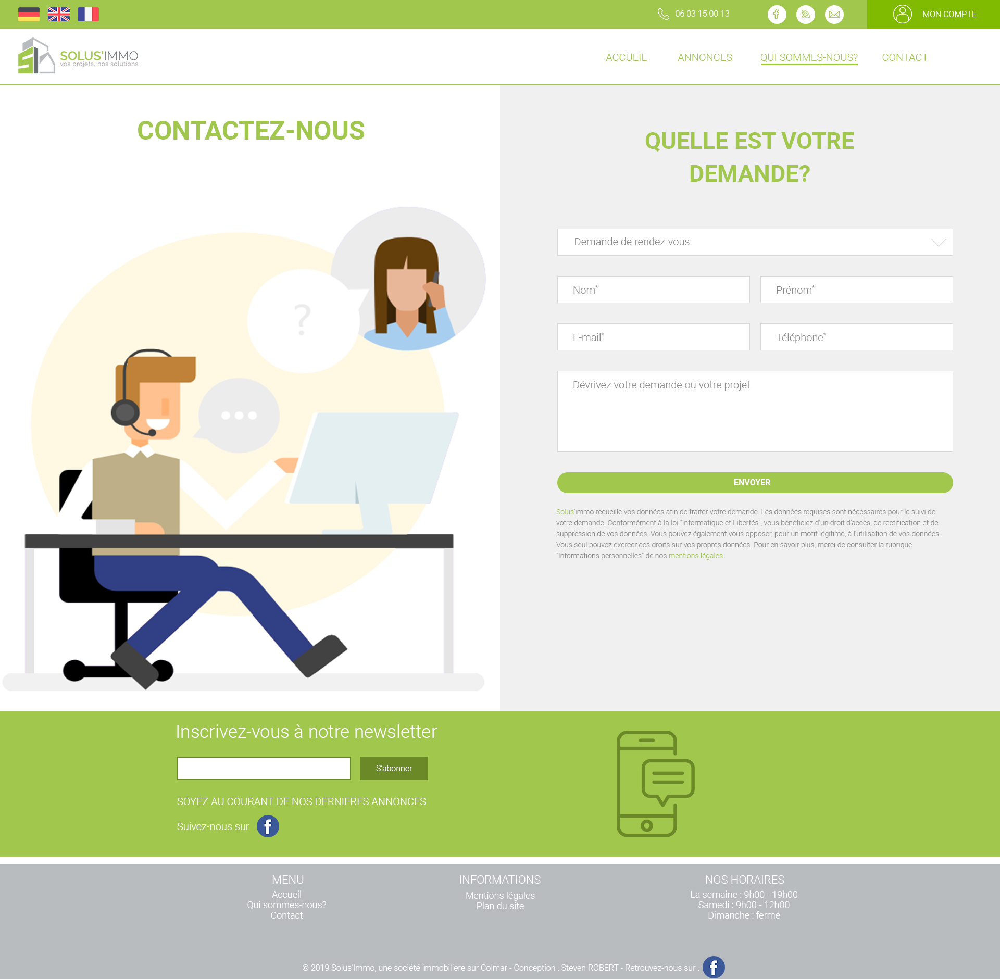 06 03 15 00 13
MON COMPTE
SOLUS'IMMO
vos projets, nos solutions
ACCUEIL
ANNONCES
QUI SOMMES-NOUS?
CONTACT
CONTACTEZ-NOUS
?
QUELLE EST VOTRE
DEMANDE?
Demande de rendez-vous
Nom*
Prénom*
E-mail*
Téléphone*
Dévrivez votre demande ou votre projet
ENVOYER
Solus'immo recueille vos données afin de traiter votre demande. Les données requises sont nécessaires pour le suivi de
votre demande. Conformément à la loi "Informatique et Libertés", vous bénéficiez d'un droit d'accès, de rectification et de
suppression de vos données. Vous pouvez également vous opposer, pour un motif légitime, à l'utilisation de vos données.
Vous seul pouvez exercer ces droits sur vos propres données. Pour en savoir plus, merci de consulter la rubrique
"Informations personnelles" de nos mentions légales.
Inscrivez-vous à notre newsletter
S'abonner
SOYEZ AU COURANT DE NOS DERNIERES ANNONCES
Suivez-nous sur
MENU
Accueil
Qui sommes-nous?
Contact
INFORMATIONS
Mentions légales
Plan du site
NOS HORAIRES
La semaine : 9h00 - 19h00
Samedi : 9h00 - 12h00
Dimanche : fermé
© 2019 Solus'Immo, une société immobiliere sur Colmar - Conception : Steven ROBERT - Retrouvez-nous sur :